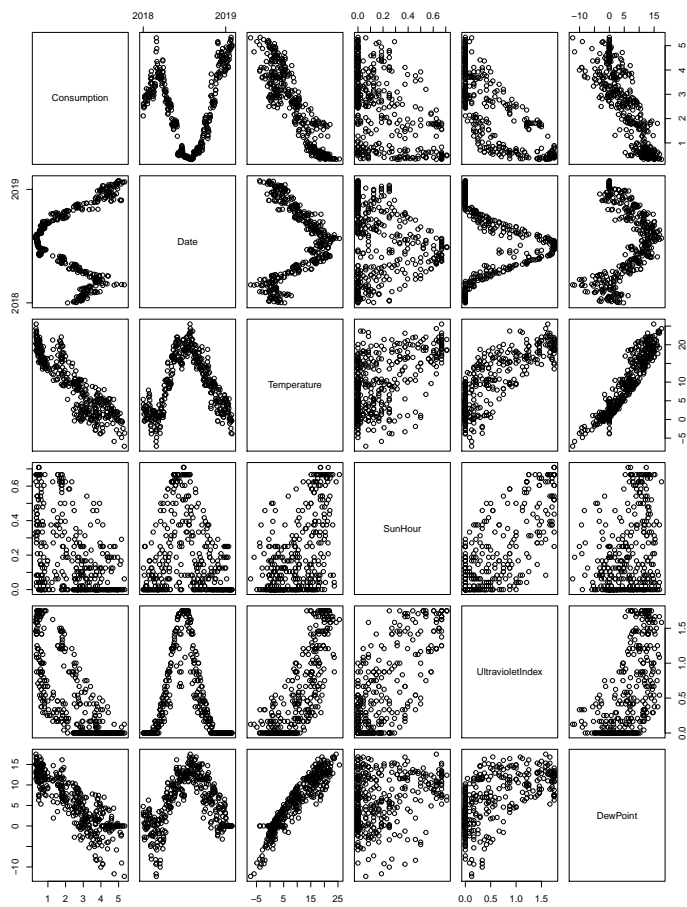 2018 2019 0.0 0.2 0.4 0.6 −10 0 5 15
Consumption
1 2 3 4 5
2018 2019
Date
Temperature
−5 0 5 10 20
0.0 0.2 0.4 0.6
SunHour
UltravioletIndex
0.0 0.5 1.0 1.5
−10 0 5 10 15
DewPoint
1 2 3 4 5 −5 5 15 25 0.0 0.5 1.0 1.5